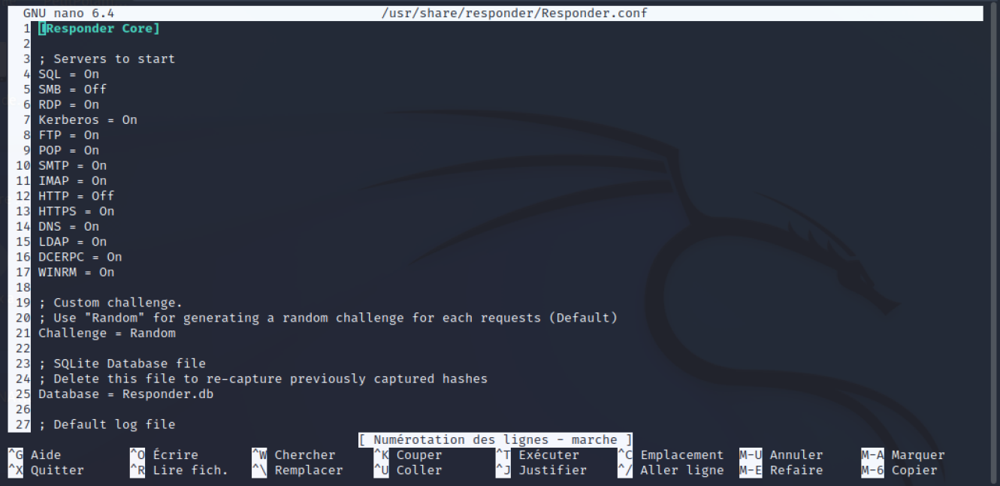 GNU nano 6.4 /usr/share/responder/Responder.conf
1 [Responder Core]
2
3 ; Servers to start
4 SQL = On
5 SMB = Off
6 RDP = On
7 Kerberos = On
8 FTP = On
9 POP = On
10 SMTP = On
11 IMAP = On
12 HTTP = Off
13 HTTPS = On
14 DNS = On
15 LDAP = On
16 DCERPC = On
17 WINRM = On
18
19 ; Custom challenge.
20 ; Use "Random" for generating a random challenge for each requests (Default)
21 Challenge = Random
22
23 ; SQLite Database file
24 ; Delete this file to re-capture previously captured hashes
25 Database = Responder.db
26
27 ; Default log file
[ Numérotation des lignes - marche ]
^G Aide ^O Écrire ^W Chercher ^K Couper ^T Exécuter ^C Emplacement M-U Annuler M-A Marquer
^X Quitter ^R Lire fich. ^\ Remplacer ^U Coller ^J Justifier ^/ Aller ligne M-E Refaire M-6 Copier